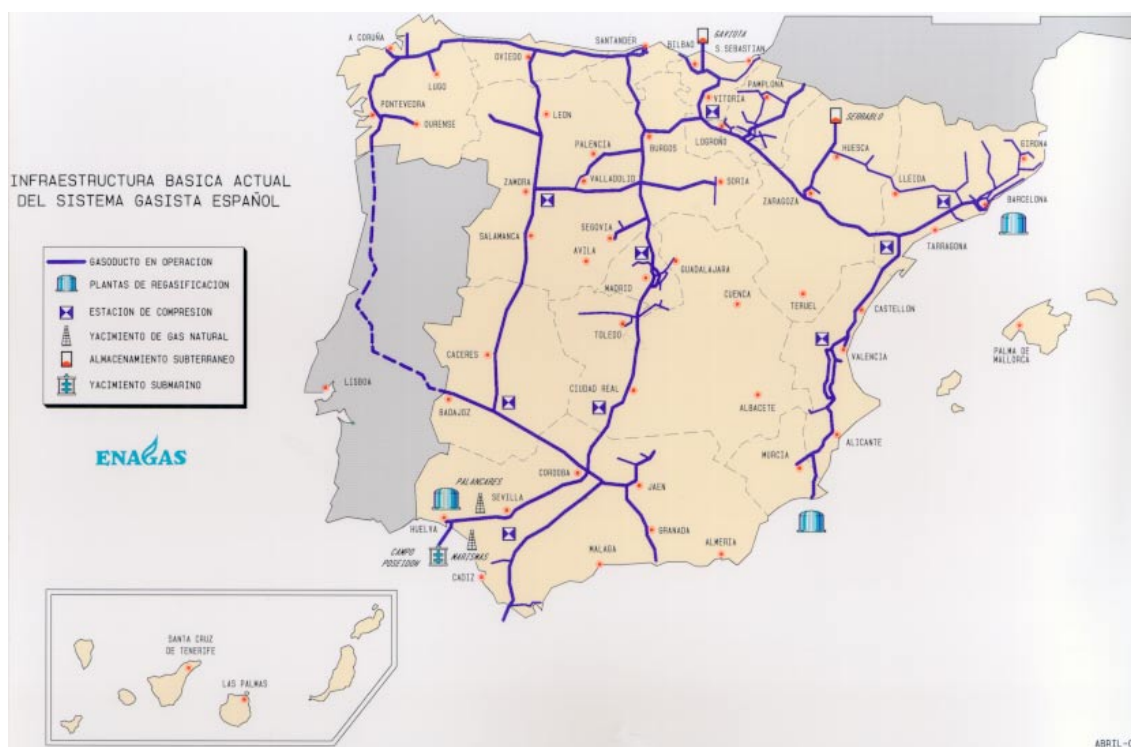 GAVIOTA
A CORUÑA
SANTANDER
BILBAO
S.SEBASTIAN
OVIEDO
LUGO
VITORIA
PAMPLONA
PONTEVEDRA
OURENSE
LEON
LOGROÑO
SERRABLO
BURGOS
HUESCA
GIRONA
PALENCIA
INFRAESTRUCTURA BASICA ACTUAL
DEL SISTEMA GASISTA ESPAÑOL
ZAMORA
VALLADOLID
SORIA
ZARAGOZA
LLEIDA
BARCELONA
SALAMANCA
SEGOVIA
TARRAGONA
AVILA
GUADALAJARA
MADRID
CUENCA
TERUEL
CASTELLON
TOLEDO
GASODUCTO EN OPERACION
PLANTAS DE REGASIFICACION
ESTACION DE COMPRESION
YACIMIENTO DE GAS NATURAL
ALMACENAMIENTO SUBTERRANEO
YACIMIENTO SUBMARINO
CACERES
VALENCIA
PALMA DE
MALLORCA
LISBOA
BADAJOZ
CIUDAD REAL
ALBACETE
ALICANTE
ENAGAS
MURCIA
CORDOBA
PALANCARES
SEVILLA
JAEN
HUELVA
GRANADA
CAMPO
POSEIDON
MARISMAS
MALAGA
ALMERIA
CADIZ
SANTA CRUZ
DE TENERIFE
LAS PALMAS